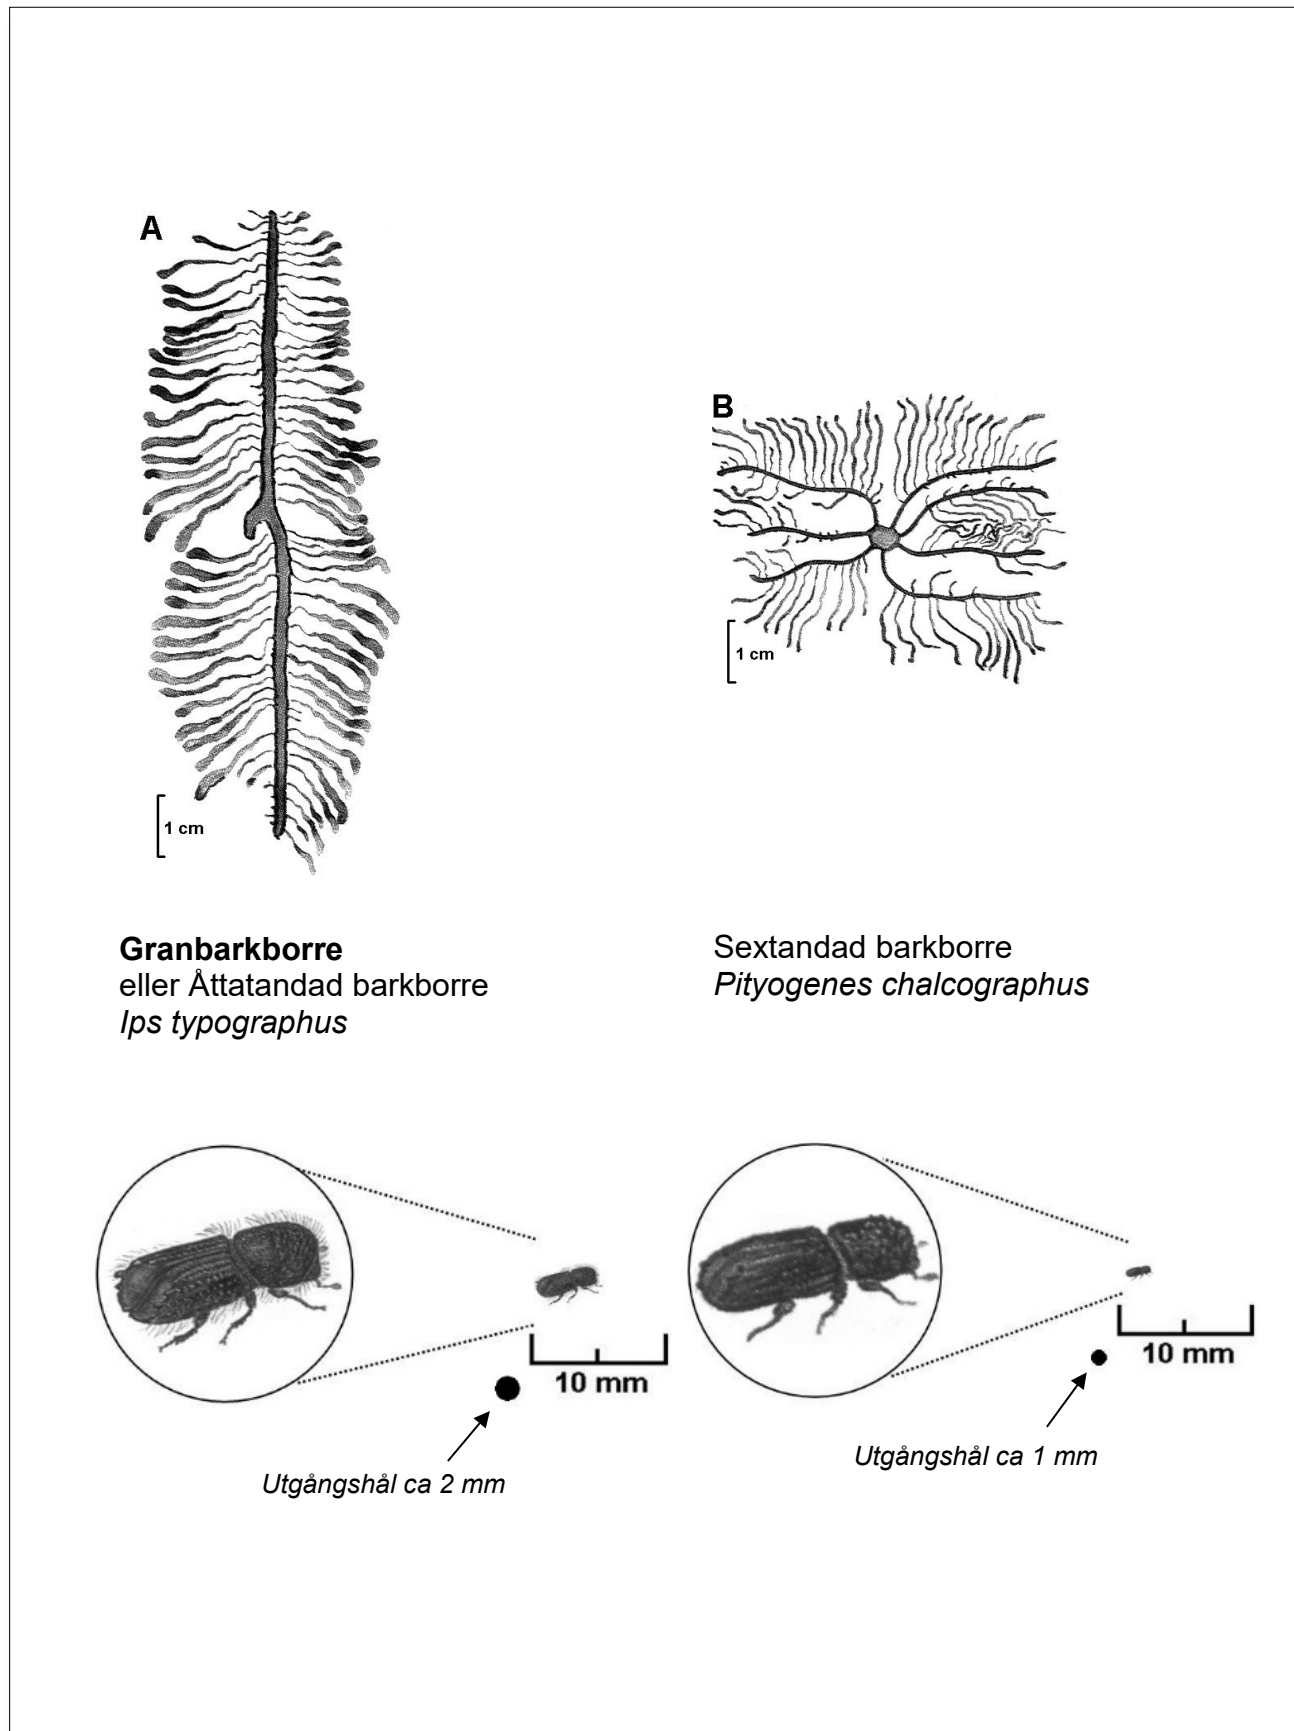 A
B
1 cm
1 cm
Granbarkborre
eller Åttatandad barkborre
Ips typographus
Sextandad barkborre
Pityogenes chalcographus
10 mm
Utgångshål ca 2 mm
10 mm
Utgångshål ca 1 mm